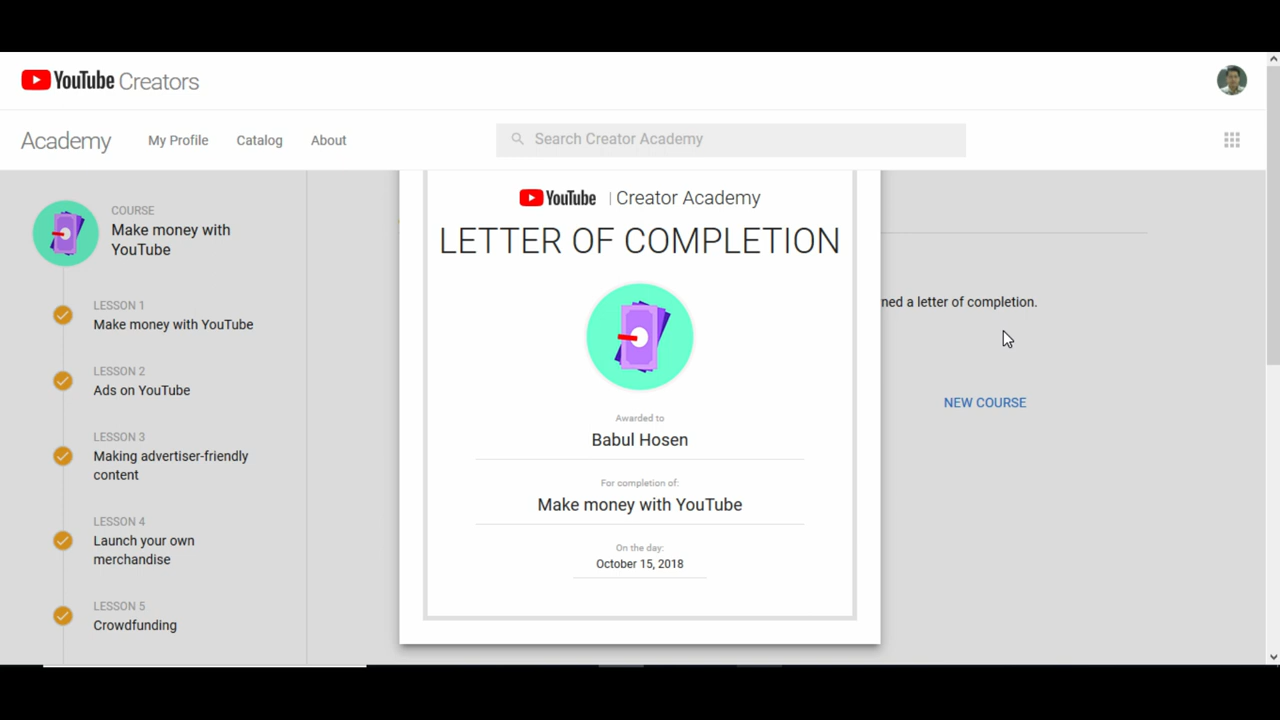 YouTube Creators
Academy
My Profile
Catalog
About
Search Creator Academy
COURSE
Make money with
YouTube
LESSON 1
Make money with YouTube
LESSON 2
Ads on YouTube
LESSON 3
Making advertiser-friendly
content
LESSON 4
Launch your own
merchandise
LESSON 5
Crowdfunding
YouTube | Creator Academy
LETTER OF COMPLETION
Awarded to
Babul Hosen
For completion of:
Make money with YouTube
On the day:
October 15, 2018
ned a letter of completion.
NEW COURSE